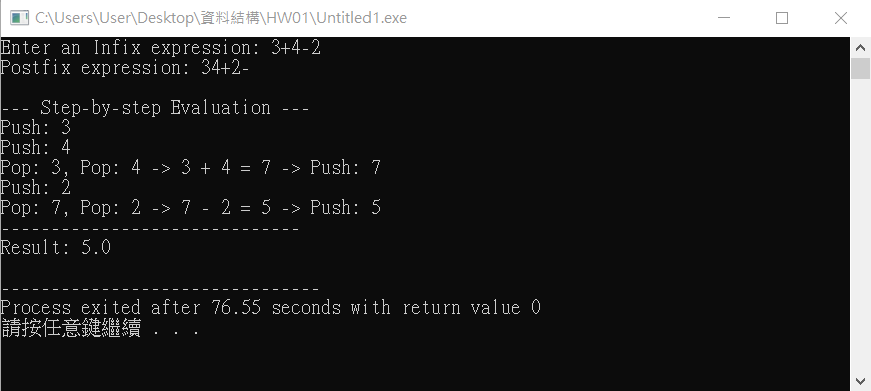 C:\Users\User\Desktop\資料結構\HW01\Untitled1.exe
Enter an Infix expression: 3+4-2
Postfix expression: 34+2-
--- Step-by-step Evaluation ---
Push: 3
Push: 4
Pop: 3, Pop: 4 -> 3 + 4 = 7 -> Push: 7
Push: 2
Pop: 7, Pop: 2 -> 7 - 2 = 5 -> Push: 5
------------------------------
Result: 5.0
--------------------------------
Process exited after 76.55 seconds with return value 0
請按任意鍵繼續 . . .